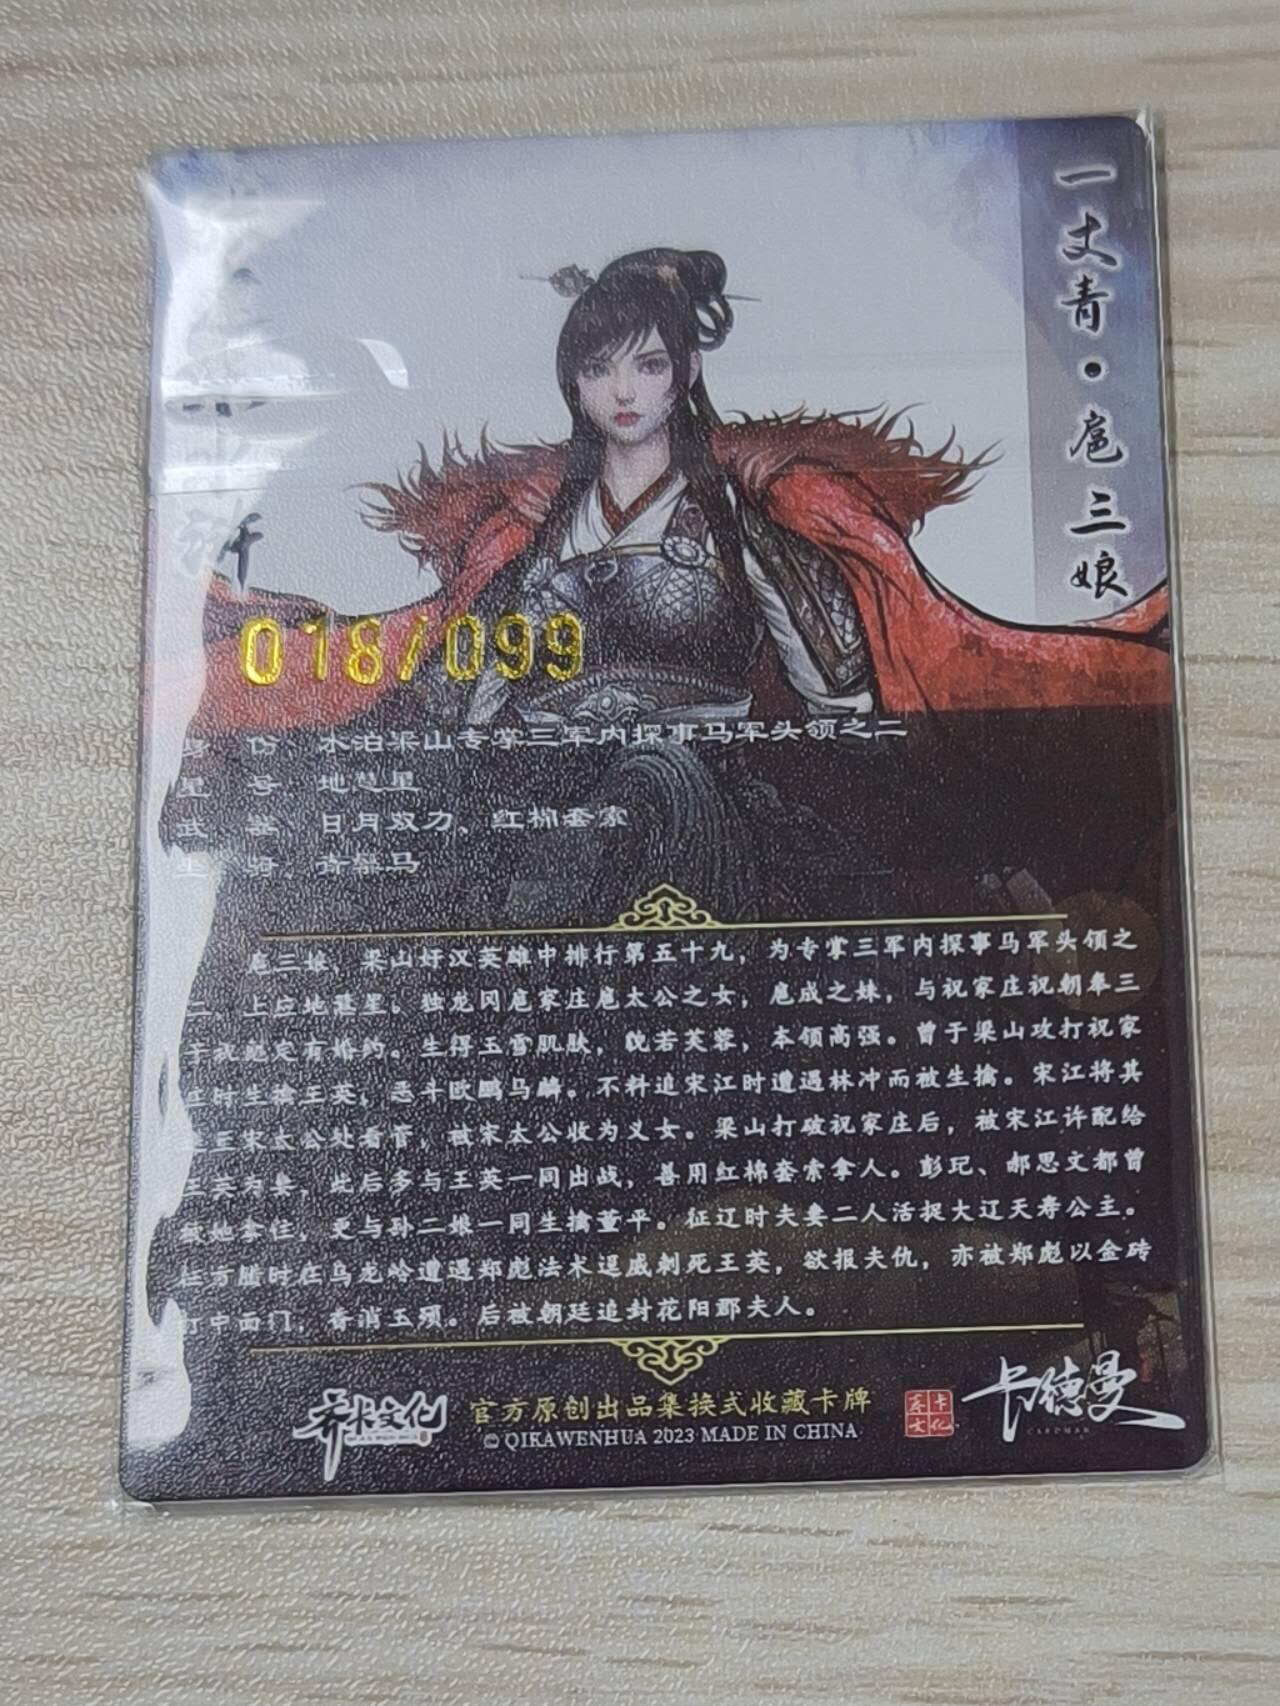 一丈青·扈三娘
浒
018/099
身份 水泊梁山专掌三军内探事马军头领之二
星号 地慧星
武器 日月双刀、红棉套索
坐骑 青鬃马
扈三娘,梁山好汉英雄中排行第五十九,为专掌三军内探事马军头领之
二,上应地慧星。独龙冈扈家庄扈太公之女,扈成之妹,与祝家庄祝朝奉三
子祝彪定有婚约。生得玉雪肌肤,貌若芙蓉,本领高强。曾于梁山攻打祝家
庄时生擒王英,恶斗欧鹏马麟。不料追宋江时遭遇林冲而被生擒。宋江将其
至宋太公处看管,被宋太公收为义女。梁山打破祝家庄后,被宋江许配给
王英为妻,此后多与王英一同出战,善用红棉套索拿人。彭玘、郝思文都曾
被她拿住,更与孙二娘一同生擒董平。征辽时夫妻二人活捉大辽天寿公主。
征方腊时在乌龙岭遭遇郑彪法术逞威刺死王英,欲报夫仇,亦被郑彪以金砖
打中面门,香消玉殒。后被朝廷追封花阳郡夫人。
齐卡文化 官方原创出品集换式收藏卡牌
© QIKAWENHUA 2023 MADE IN CHINA
卡德曼
CARDMAN